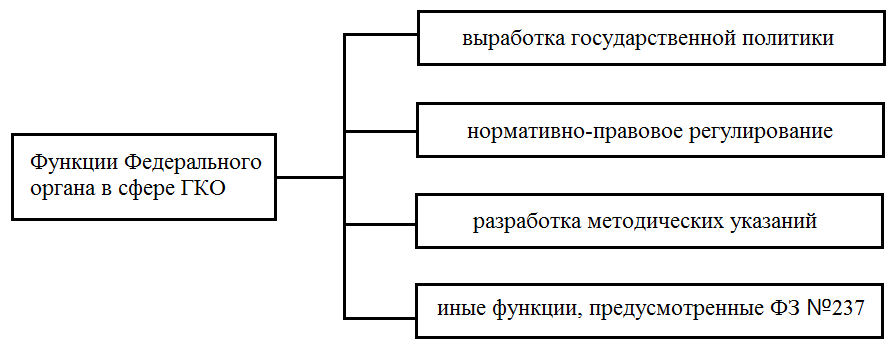 Функции Федерального
органа в сфере ГКО
выработка государственной политики
нормативно-правовое регулирование
разработка методических указаний
иные функции, предусмотренные ФЗ №237